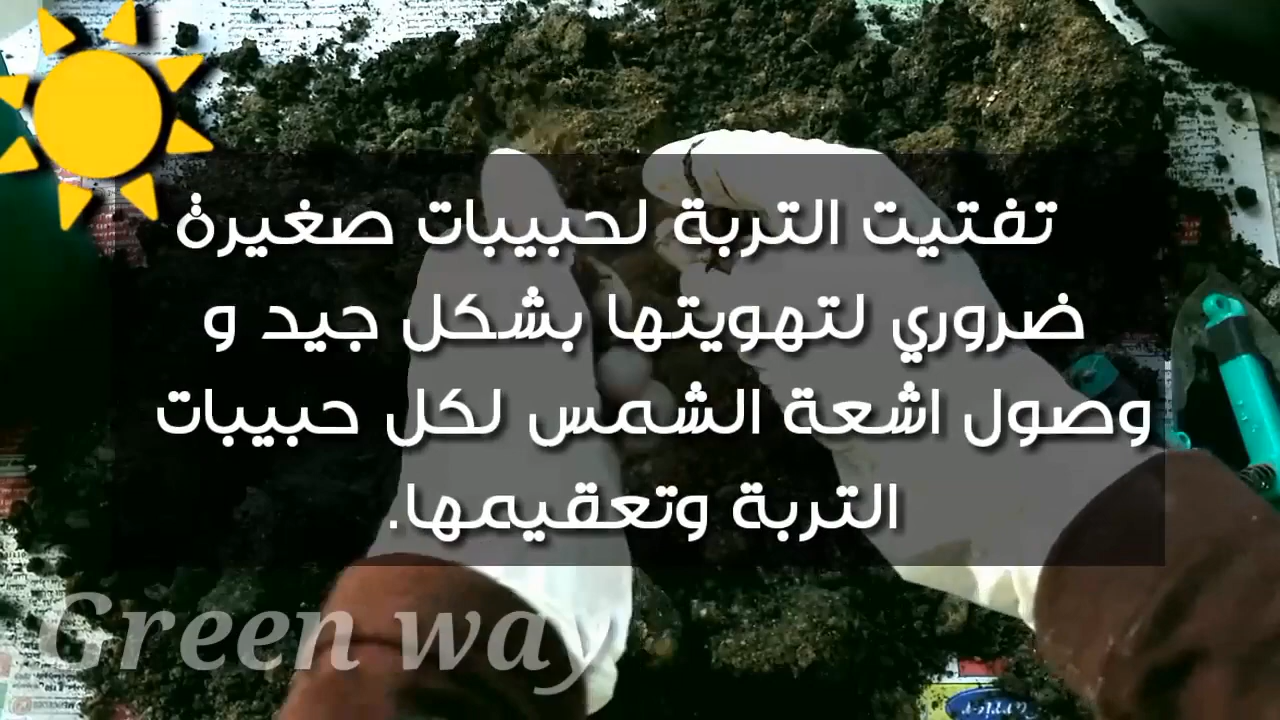 تفتيت التربة لحبيبات صغيرة
ضروري لتهويتها بشكل جيد و
وصول اشعة الشمس لكل حبيبات
التربة وتعقيمها.
Green way